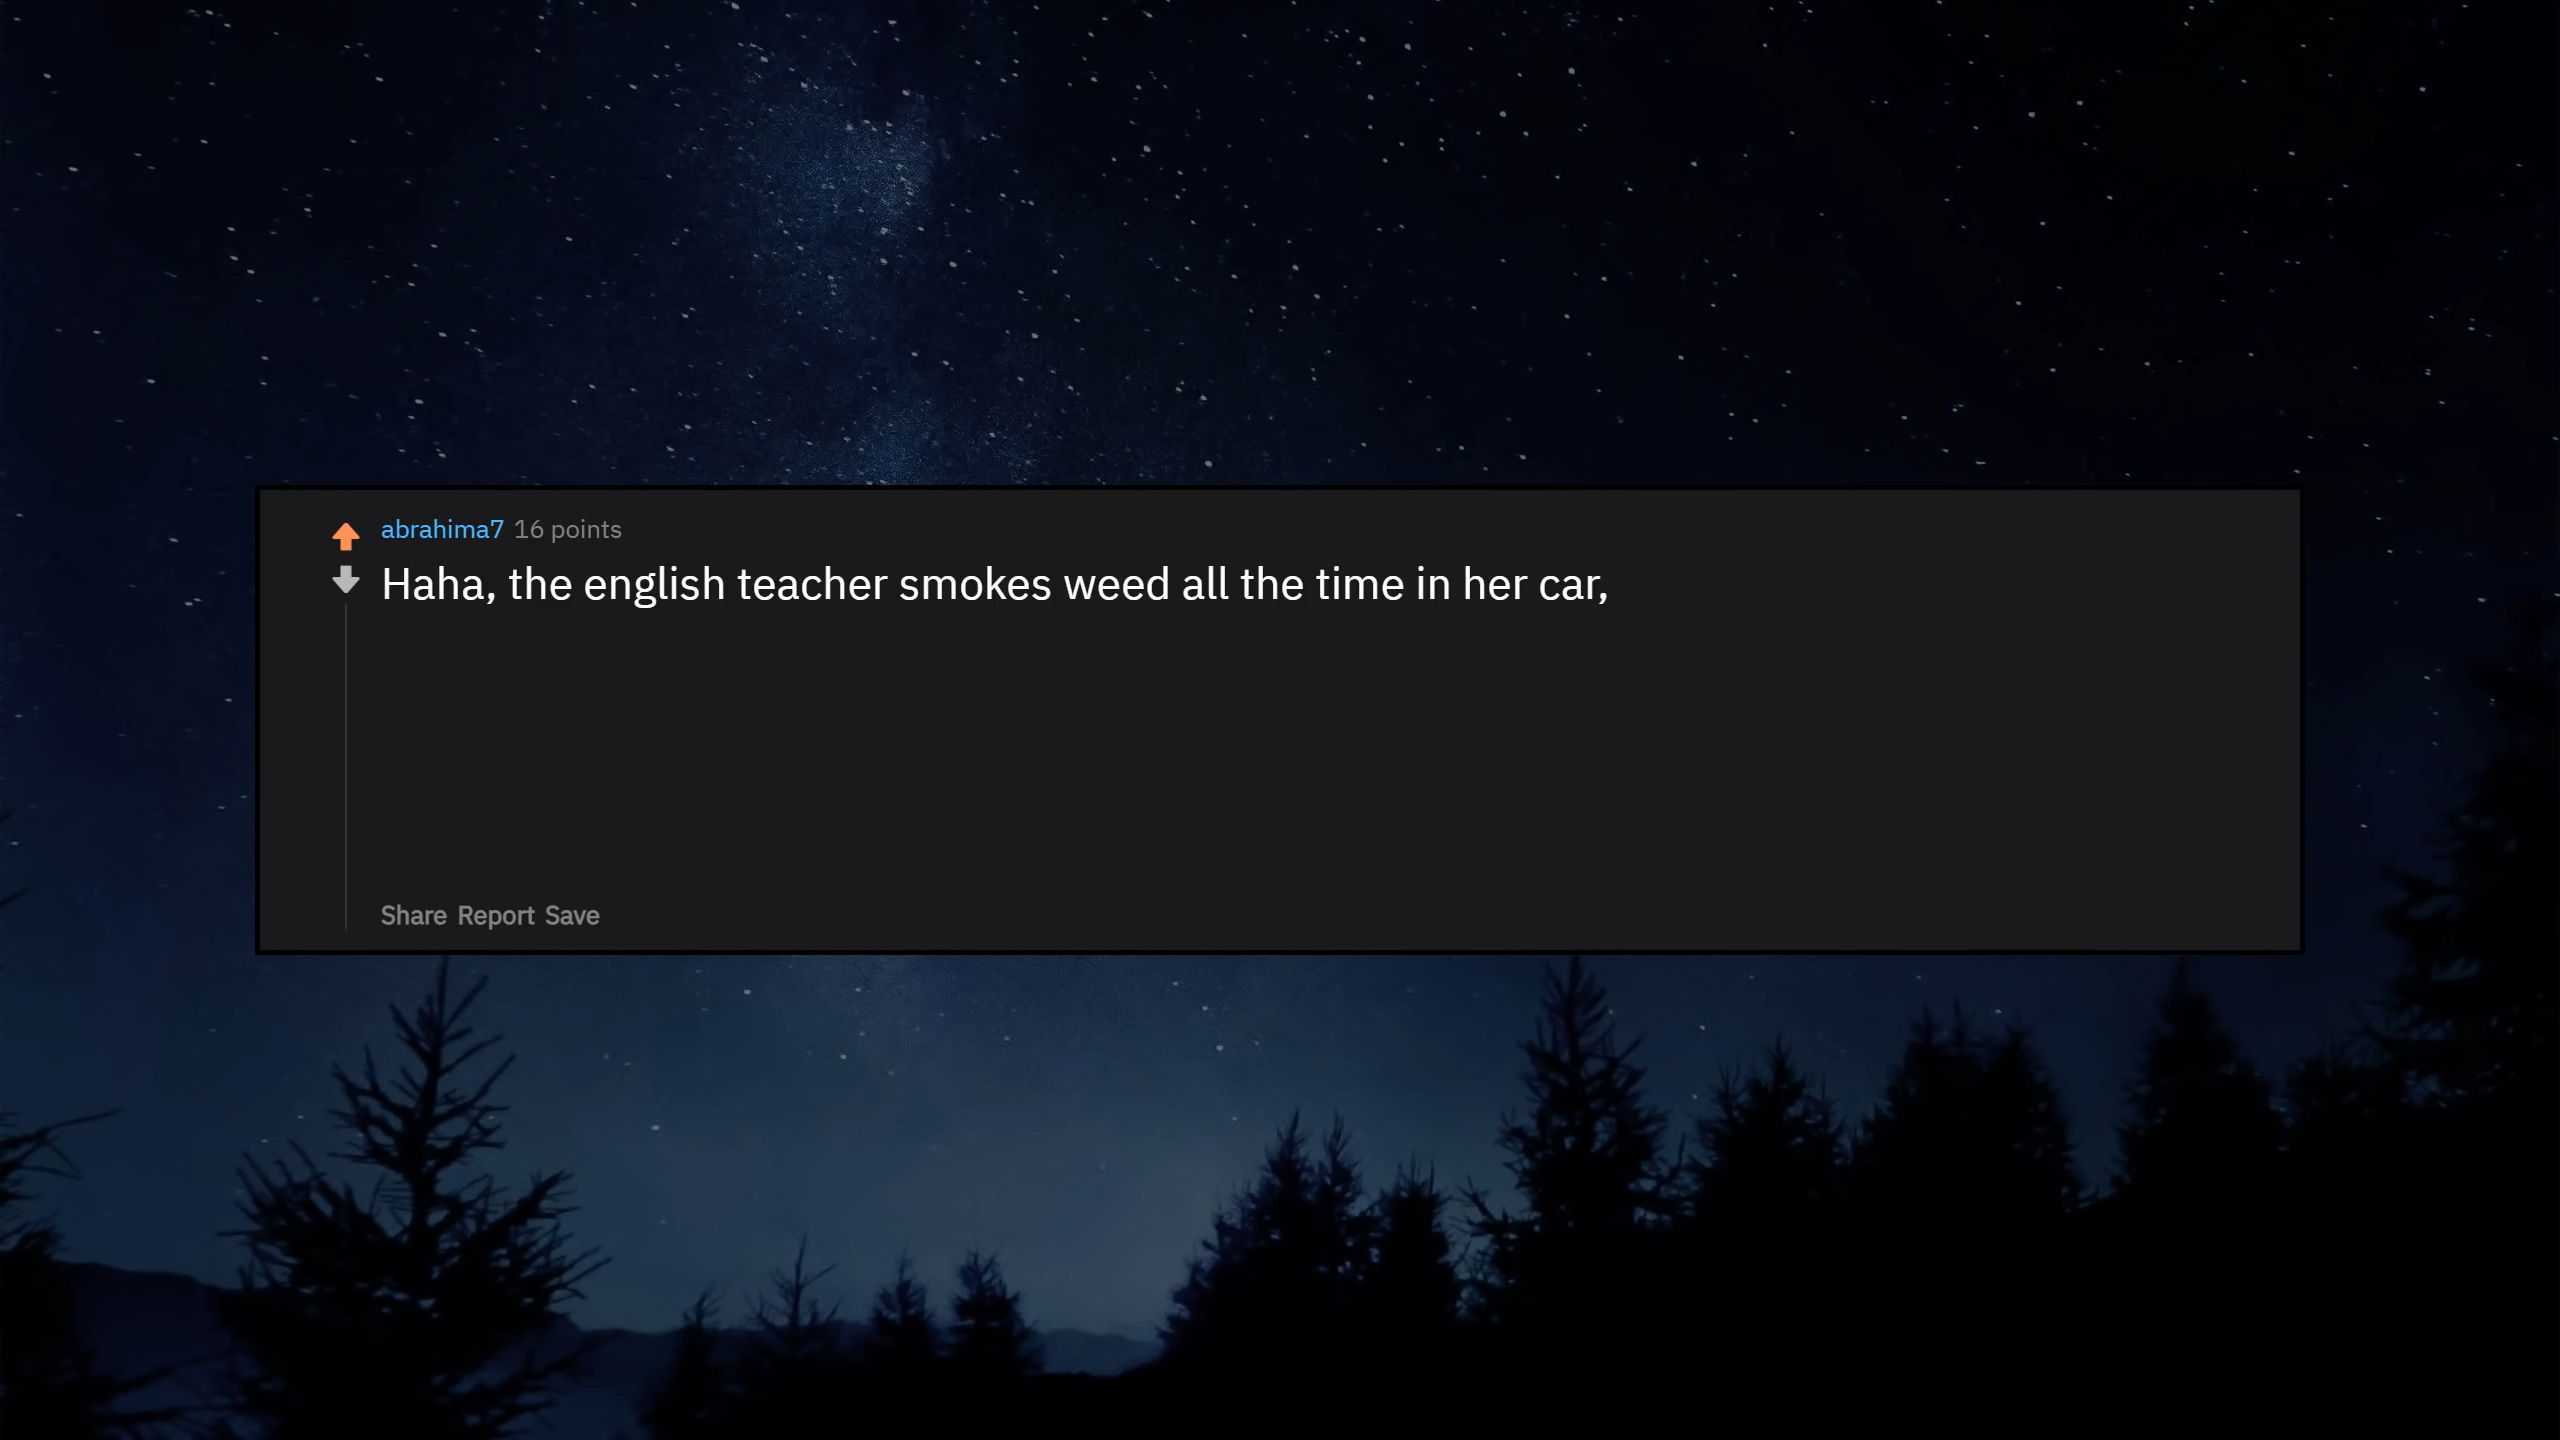 abrahima7 16 points
Haha, the english teacher smokes weed all the time in her car,
Share Report Save